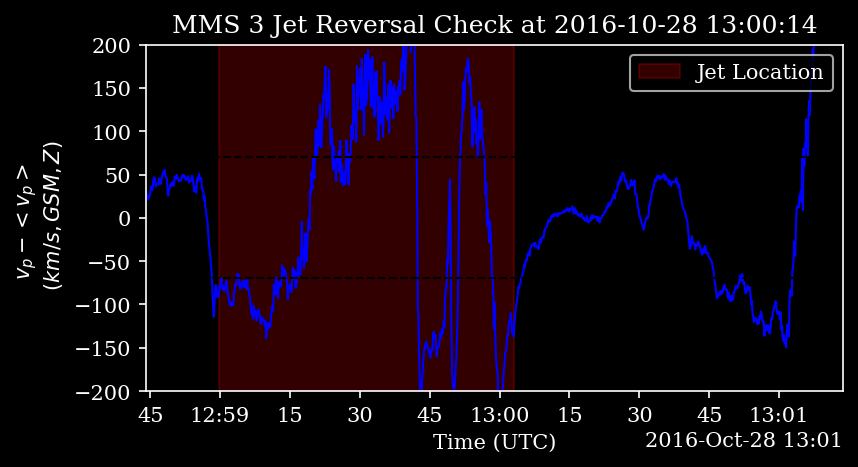 MMS 3 Jet Reversal Check at 2016-10-28 13:00:14
Jet Location
200
150
100
50
0
−50
−100
−150
−200
v_p − < v_p >
(km/s, GSM, Z)
45 12:59 15 30 45 13:00 15 30 45 13:01
Time (UTC)
2016-Oct-28 13:01